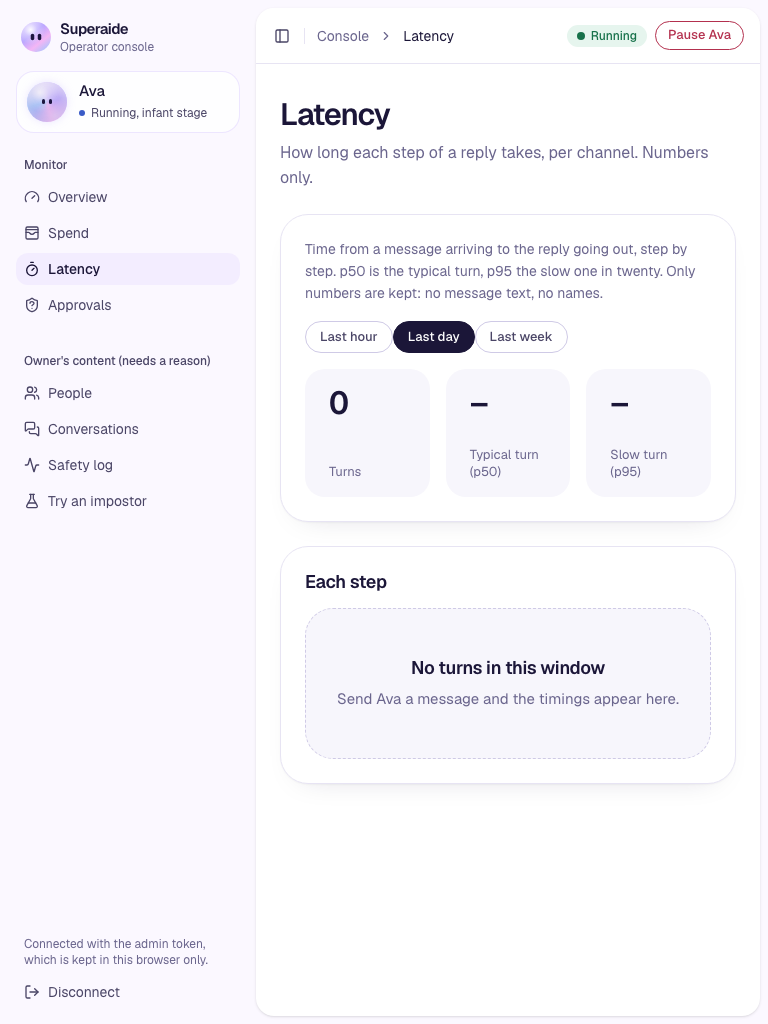 Superaide
Operator console
Ava
Running, infant stage
Monitor
Overview
Spend
Latency
Approvals
Owner's content (needs a reason)
People
Conversations
Safety log
Try an impostor
Connected with the admin token,
which is kept in this browser only.
Disconnect
Console > Latency
Running
Pause Ava
Latency
How long each step of a reply takes, per channel. Numbers
only.
Time from a message arriving to the reply going out, step by
step. p50 is the typical turn, p95 the slow one in twenty. Only
numbers are kept: no message text, no names.
Last hour
Last day
Last week
0
Turns
–
Typical turn
(p50)
–
Slow turn
(p95)
Each step
No turns in this window
Send Ava a message and the timings appear here.